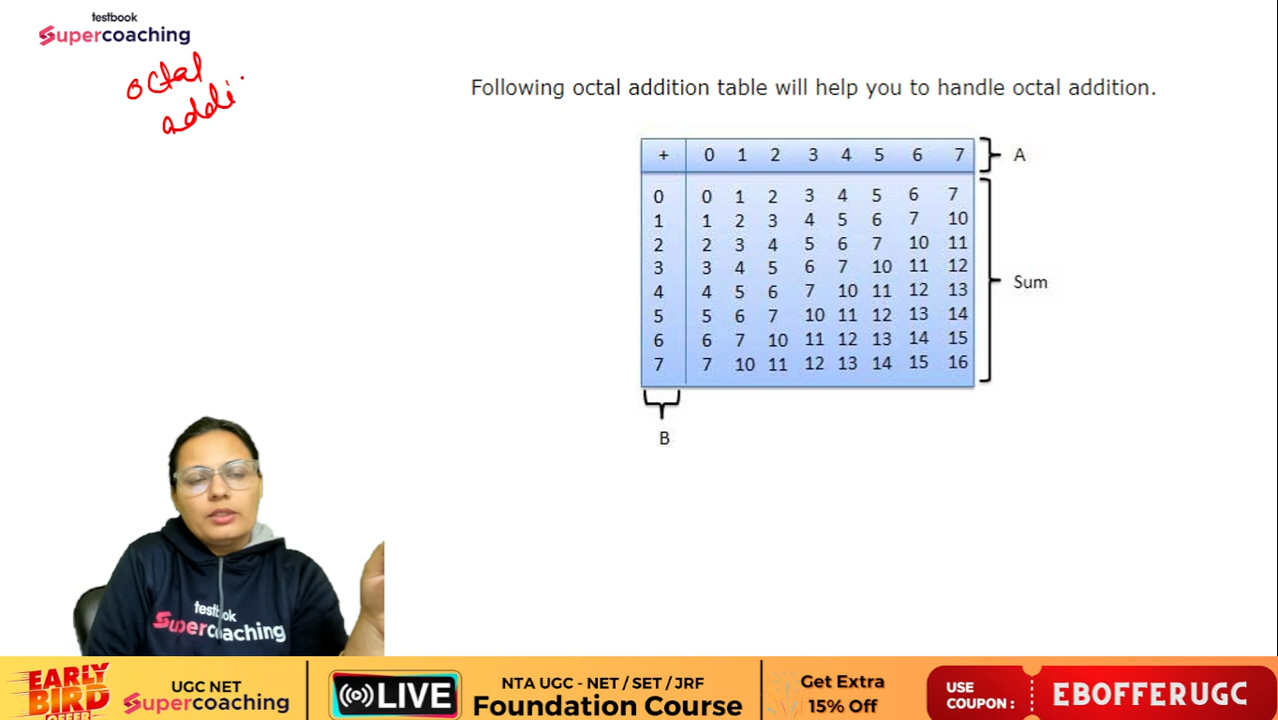 testbook
Supercoaching
octal
addi
Following octal addition table will help you to handle octal addition.
+ 0 1 2 3 4 5 6 7
A
0 0 1 2 3 4 5 6 7
1 1 2 3 4 5 6 7 10
2 2 3 4 5 6 7 10 11
3 3 4 5 6 7 10 11 12
Sum
4 4 5 6 7 10 11 12 13
5 5 6 7 10 11 12 13 14
6 6 7 10 11 12 13 14 15
7 7 10 11 12 13 14 15 16
B
testbook
Supercoaching
EARLY
BIRD
OFFER
UGC NET
Supercoaching
LIVE
NTA UGC - NET / SET / JRF
Foundation Course
Get Extra
15% Off
USE
COUPON :
EBOFFERUGC